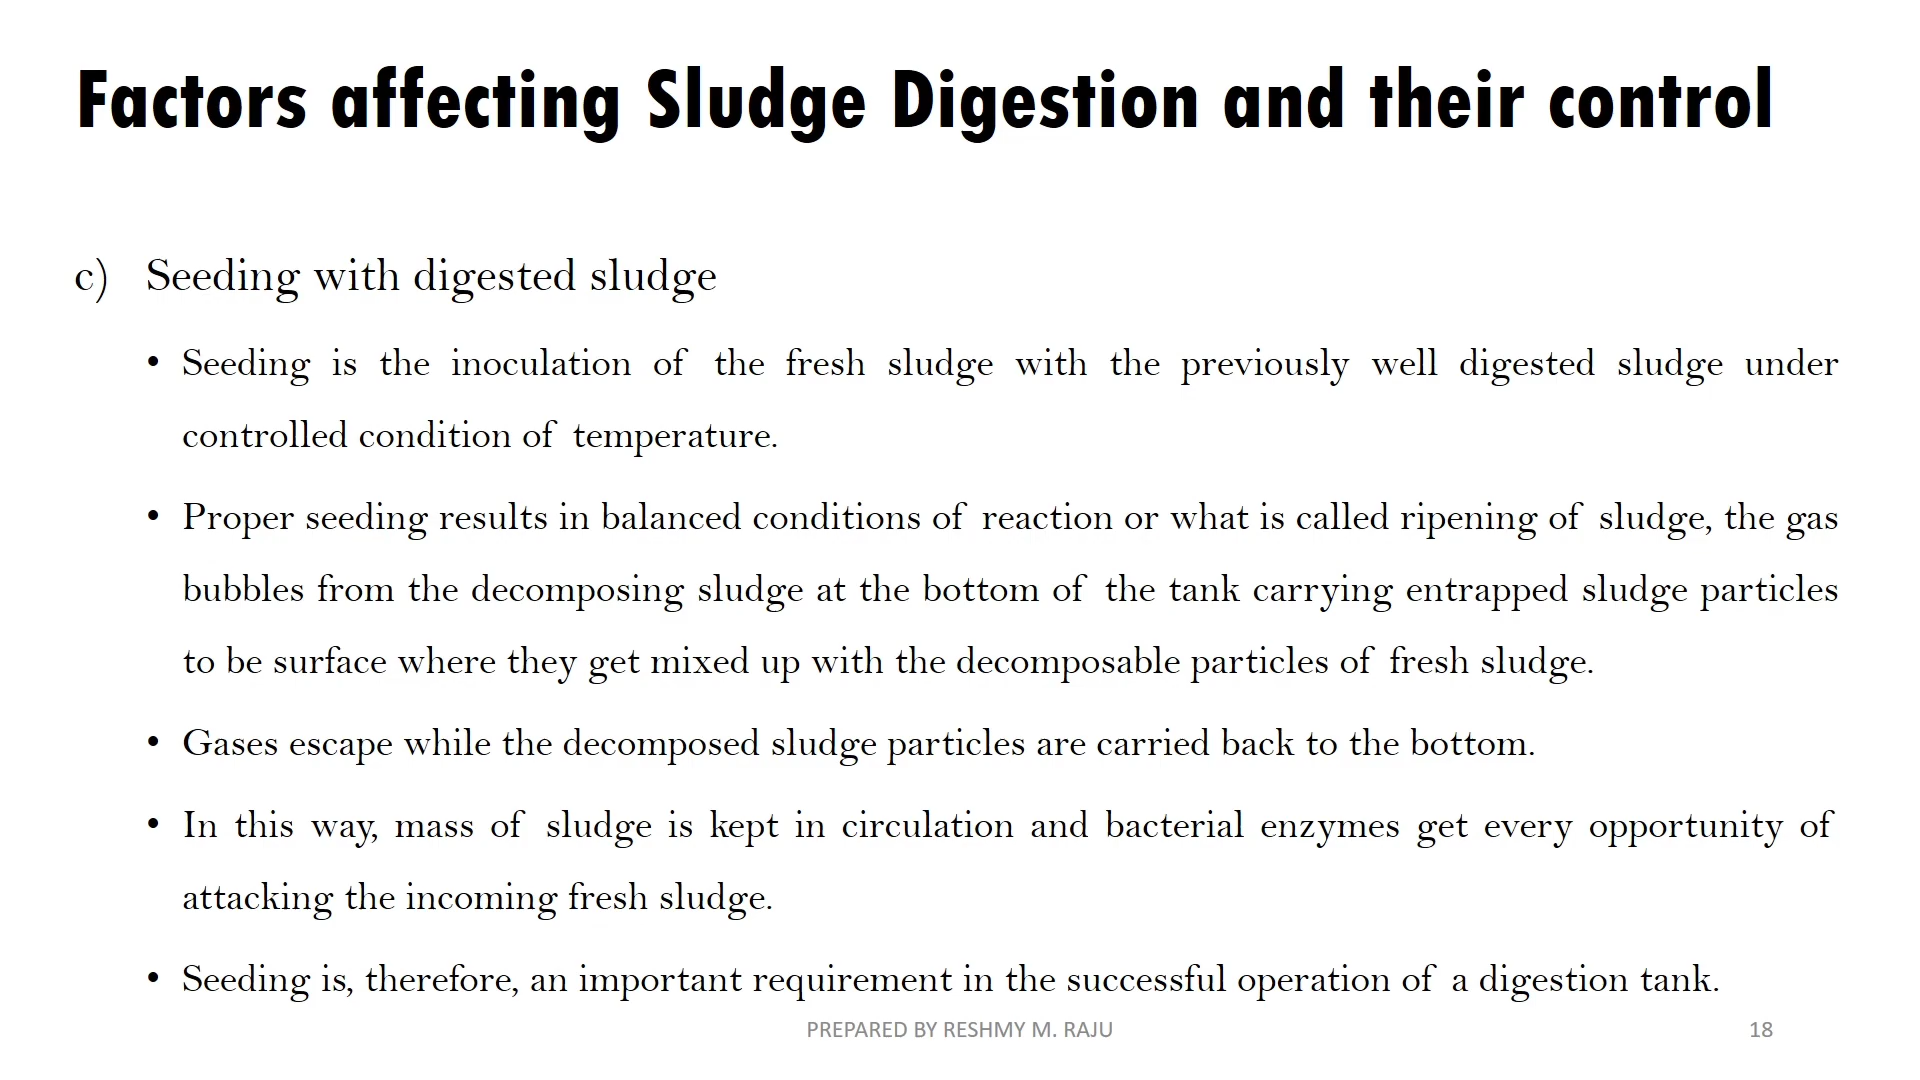 Factors affecting Sludge Digestion and their control
c) Seeding with digested sludge
• Seeding is the inoculation of the fresh sludge with the previously well digested sludge under
controlled condition of temperature.
• Proper seeding results in balanced conditions of reaction or what is called ripening of sludge, the gas
bubbles from the decomposing sludge at the bottom of the tank carrying entrapped sludge particles
to be surface where they get mixed up with the decomposable particles of fresh sludge.
• Gases escape while the decomposed sludge particles are carried back to the bottom.
• In this way, mass of sludge is kept in circulation and bacterial enzymes get every opportunity of
attacking the incoming fresh sludge.
• Seeding is, therefore, an important requirement in the successful operation of a digestion tank.
PREPARED BY RESHMY M. RAJU
18